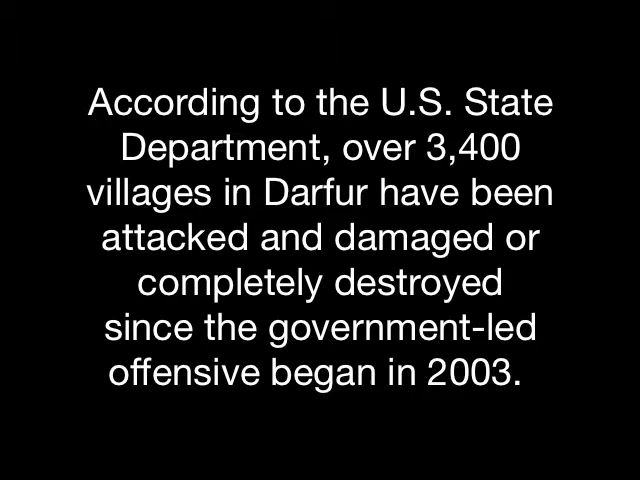 According to the U.S. State
Department, over 3,400
villages in Darfur have been
attacked and damaged or
completely destroyed
since the government-led
offensive began in 2003.